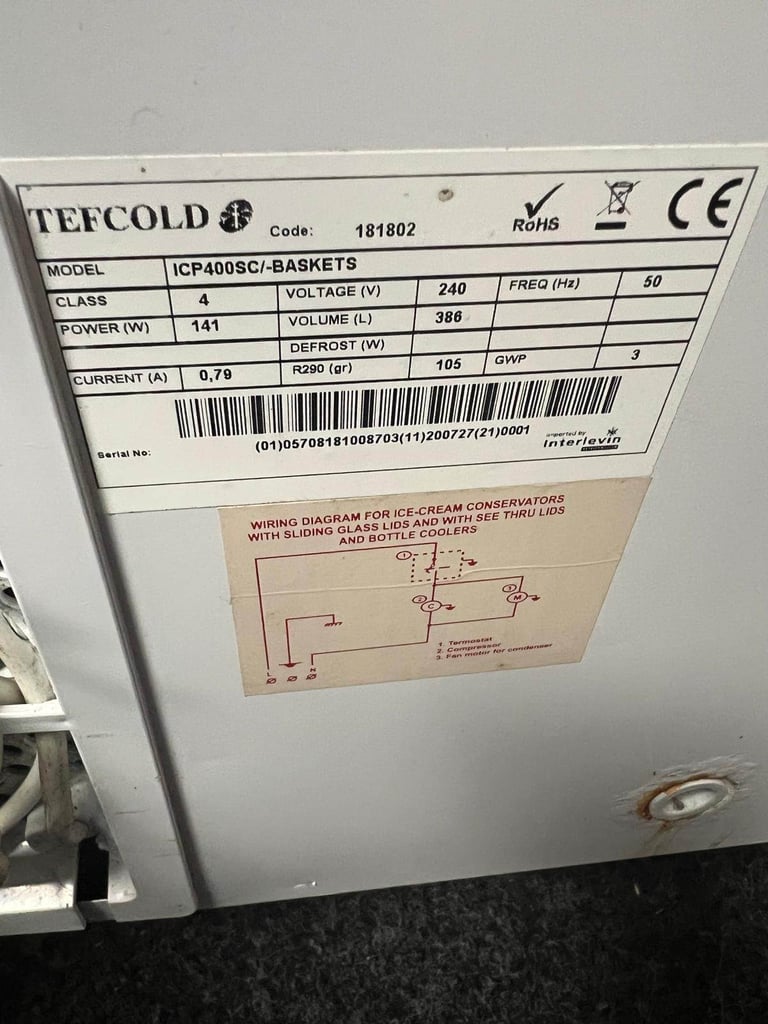 TEFCOLD Code: 181802 RoHS CE
MODEL ICP400SC/-BASKETS
CLASS 4 VOLTAGE (V) 240 FREQ (Hz) 50
POWER (W) 141 VOLUME (L) 386
DEFROST (W)
CURRENT (A) 0,79 R290 (gr) 105 GWP 3
(01)05708181008703(11)200727(21)0001
Serial No:
imported by
interlevin
WIRING DIAGRAM FOR ICE-CREAM CONSERVATORS
WITH SLIDING GLASS LIDS AND WITH SEE THRU LIDS
AND BOTTLE COOLERS
1
2
C
3
M
1. Termostat
2. Compressor
3. Fan motor for condenser
L N